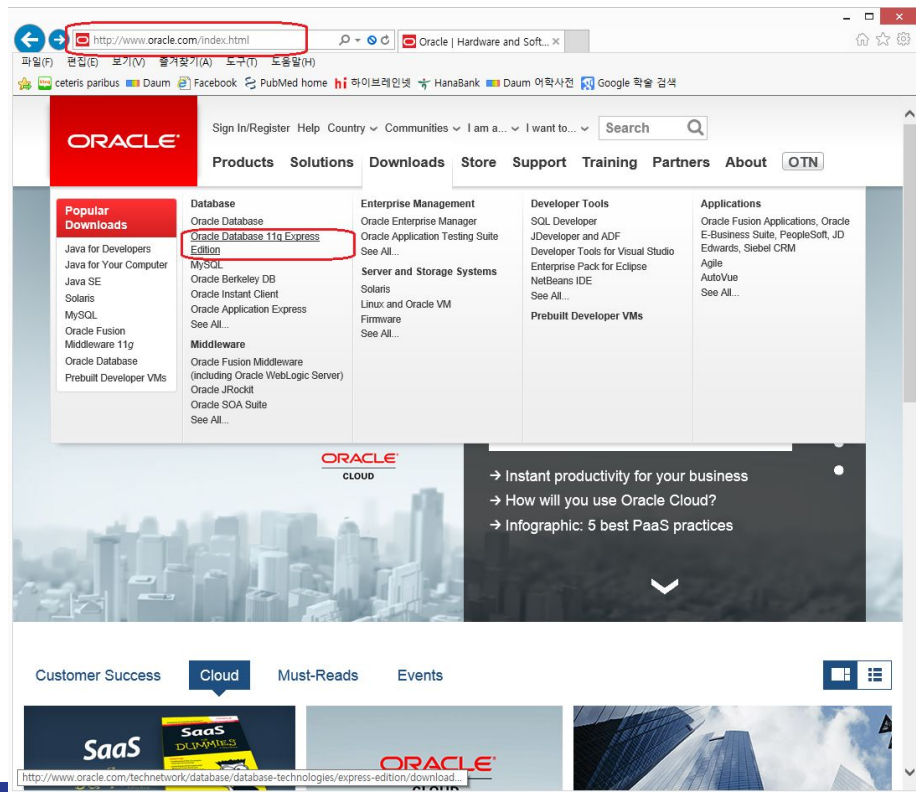 http://www.oracle.com/index.html
Oracle | Hardware and Soft...
파일(F) 편집(E) 보기(V) 즐겨찾기(A) 도구(T) 도움말(H)
ceteris paribus Daum Facebook PubMed home hi 하이브레인넷 HanaBank Daum 어학사전 Google 학술 검색
ORACLE
Sign In/Register Help Country Communities I am a... I want to... Search
Products Solutions Downloads Store Support Training Partners About OTN
Popular
Downloads
Java for Developers
Java for Your Computer
Java SE
Solaris
MySQL
Oracle Fusion
Middleware 11g
Oracle Database
Prebuilt Developer VMs
Database
Oracle Database
Oracle Database 11g Express
Edition
MySQL
Oracle Berkeley DB
Oracle Instant Client
Oracle Application Express
See All...
Middleware
Oracle Fusion Middleware
(including Oracle WebLogic Server)
Oracle JRockit
Oracle SOA Suite
See All...
Enterprise Management
Oracle Enterprise Manager
Oracle Application Testing Suite
See All...
Server and Storage Systems
Solaris
Linux and Oracle VM
Firmware
See All...
Developer Tools
SQL Developer
JDeveloper and ADF
Developer Tools for Visual Studio
Enterprise Pack for Eclipse
NetBeans IDE
See All...
Prebuilt Developer VMs
Applications
Oracle Fusion Applications, Oracle
E-Business Suite, PeopleSoft, JD
Edwards, Siebel CRM
Agile
AutoVue
See All...
ORACLE
CLOUD
→ Instant productivity for your business
→ How will you use Oracle Cloud?
→ Infographic: 5 best PaaS practices
Customer Success Cloud Must-Reads Events
SaaS
SaaS
DUMMIES
ORACLE
CLOUD
http://www.oracle.com/technetwork/database/database-technologies/express-edition/download...